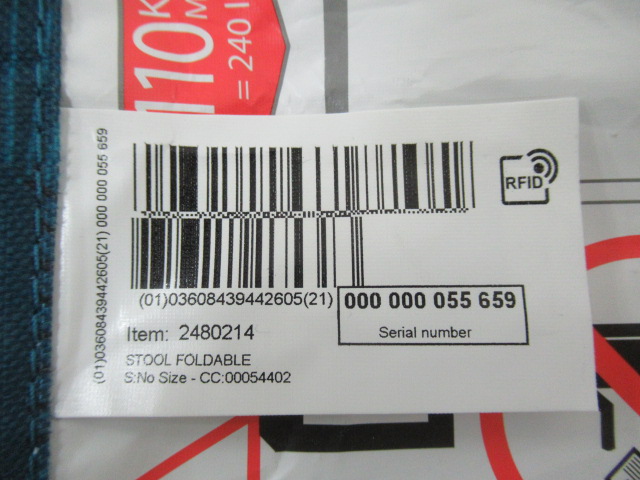 110 K
M
= 240 l
(01)03608439442605(21) 000 000 055 659
RFID
(01)03608439442605(21)
000 000 055 659
Serial number
Item: 2480214
STOOL FOLDABLE
S:No Size - CC:00054402